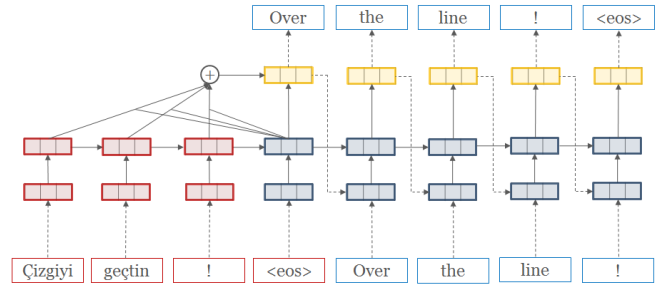 Over the line ! <eos>
+
Çizgiyi geçtin ! <eos> Over the line !